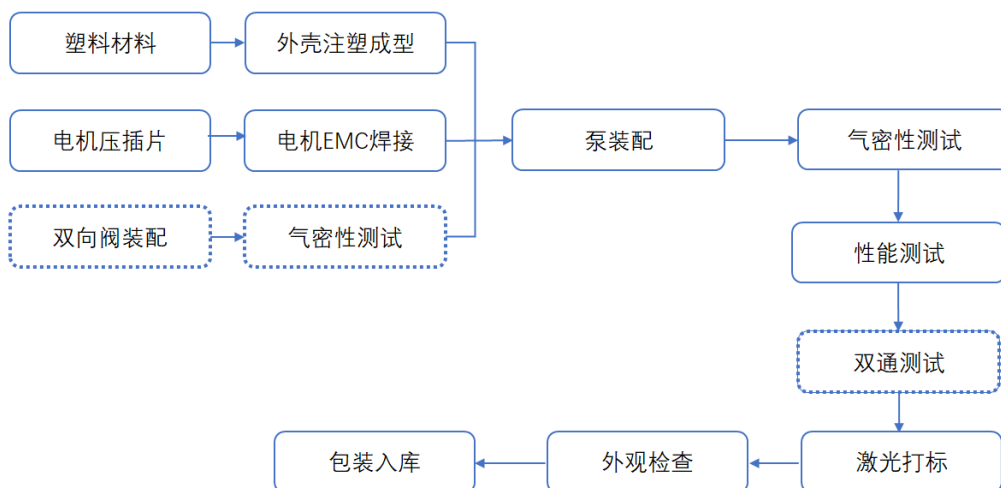 塑料材料
外壳注塑成型
电机压插片
电机EMC焊接
泵装配
气密性测试
双向阀装配
气密性测试
性能测试
双通测试
包装入库
外观检查
激光打标